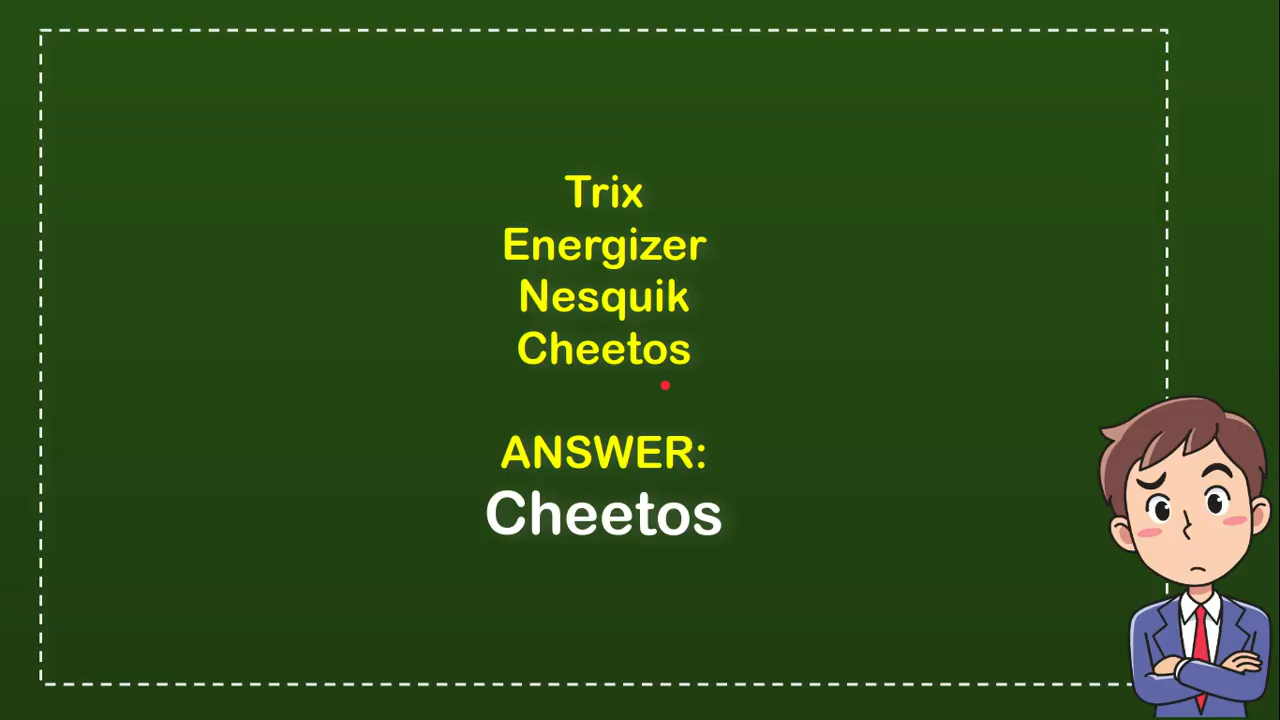 Trix
Energizer
Nesquik
Cheetos
ANSWER:
Cheetos